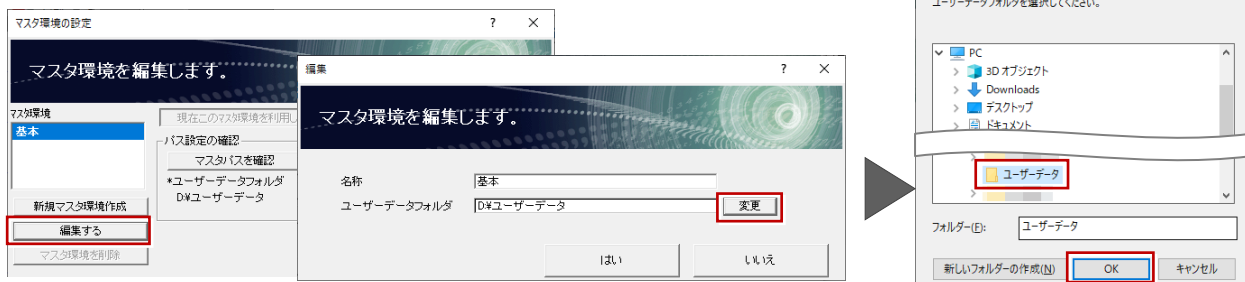 マスタ環境の設定
? ×
マスタ環境を編集します。
マスタ環境
基本
現在このマスタ環境を利用し
パス設定の確認
マスタパスを確認
*ユーザーデータフォルダ
D:¥ユーザーデータ
新規マスタ環境作成
編集する
マスタ環境を削除
編集
? ×
マスタ環境を編集します。
名称
基本
ユーザーデータフォルダ
D:¥ユーザーデータ
変更
はい
いいえ
ユーザーデータフォルダを選択してください。
PC
3D オブジェクト
Downloads
デスクトップ
ドキュメント
ユーザーデータ
フォルダー(F):
ユーザーデータ
新しいフォルダーの作成(N)
OK
キャンセル